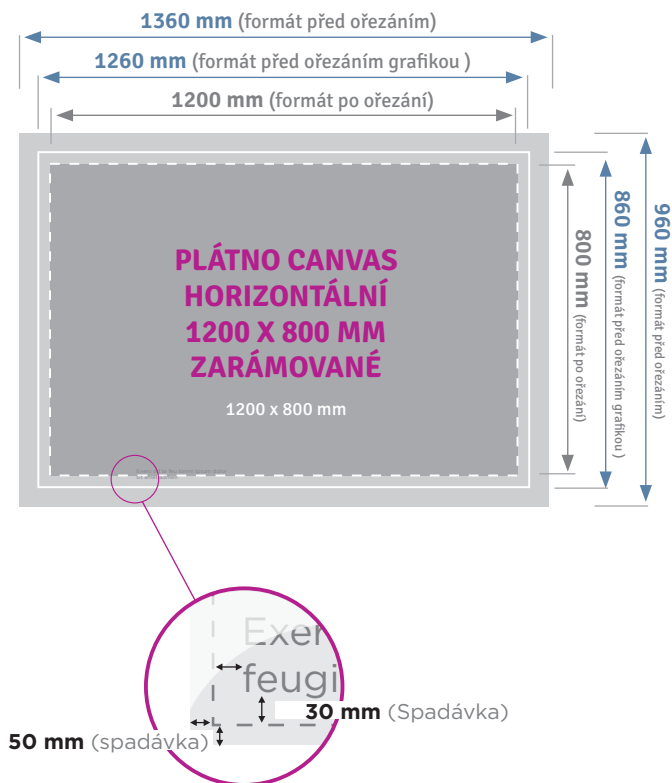 1360 mm (formát před ořezáním)
1260 mm (formát před ořezáním grafikou )
1200 mm (formát po ořezání)
PLÁTNO CANVAS
HORIZONTÁLNÍ
1200 X 800 MM
ZARÁMOVANÉ
1200 x 800 mm
800 mm (formát po ořezání)
860 mm (formát před ořezáním grafikou )
960 mm (formát před ořezáním)
Exer
feugi
30 mm (Spadávka)
50 mm (spadávka)